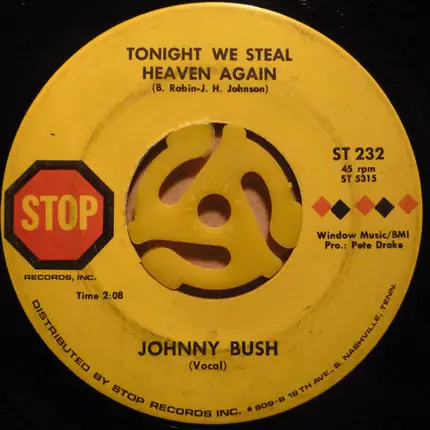 TONIGHT WE STEAL
HEAVEN AGAIN
(B. Rabin-J. H. Johnson)
ST 232
45 rpm
ST 5315
STOP
RECORDS, INC.
Window Music/BMI
Pro.: Pete Drake
Time 2:08
JOHNNY BUSH
(Vocal)
DISTRIBUTED BY STOP RECORDS INC. • 809-B 18 TH AVE., S. NASHVILLE, TENN.